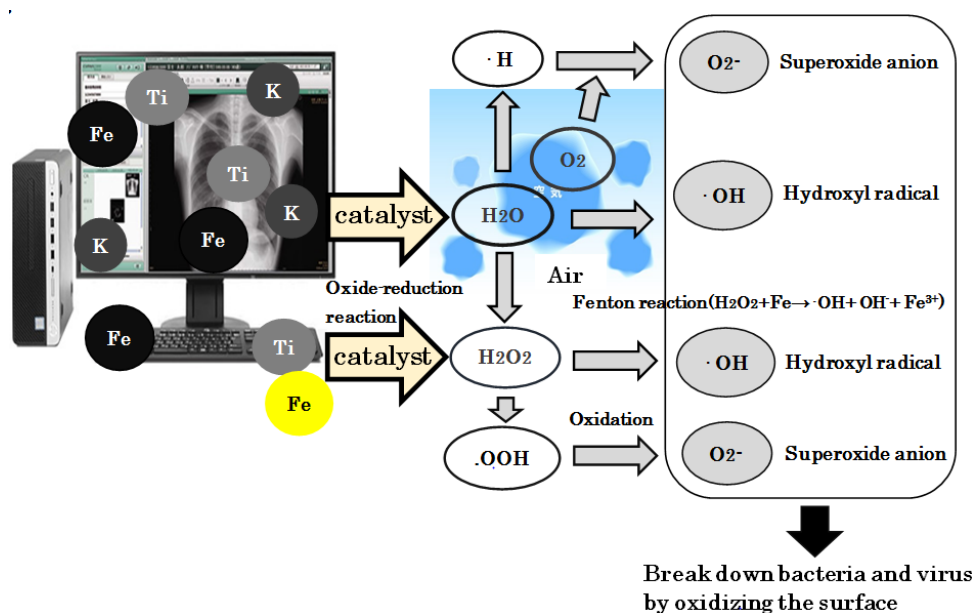 · H
O2-
Superoxide anion
K
Ti
Fe
O2
空 気
Ti
· OH
Hydroxyl radical
K
catalyst
H2O
K
Fe
Air
Oxide-reduction
reaction
Fenton reaction(H2O2+Fe→ ·OH+ OH- + Fe3+)
Fe
Ti
catalyst
H2O2
· OH
Hydroxyl radical
Fe
Oxidation
.OOH
O2-
Superoxide anion
Break down bacteria and virus
by oxidizing the surface